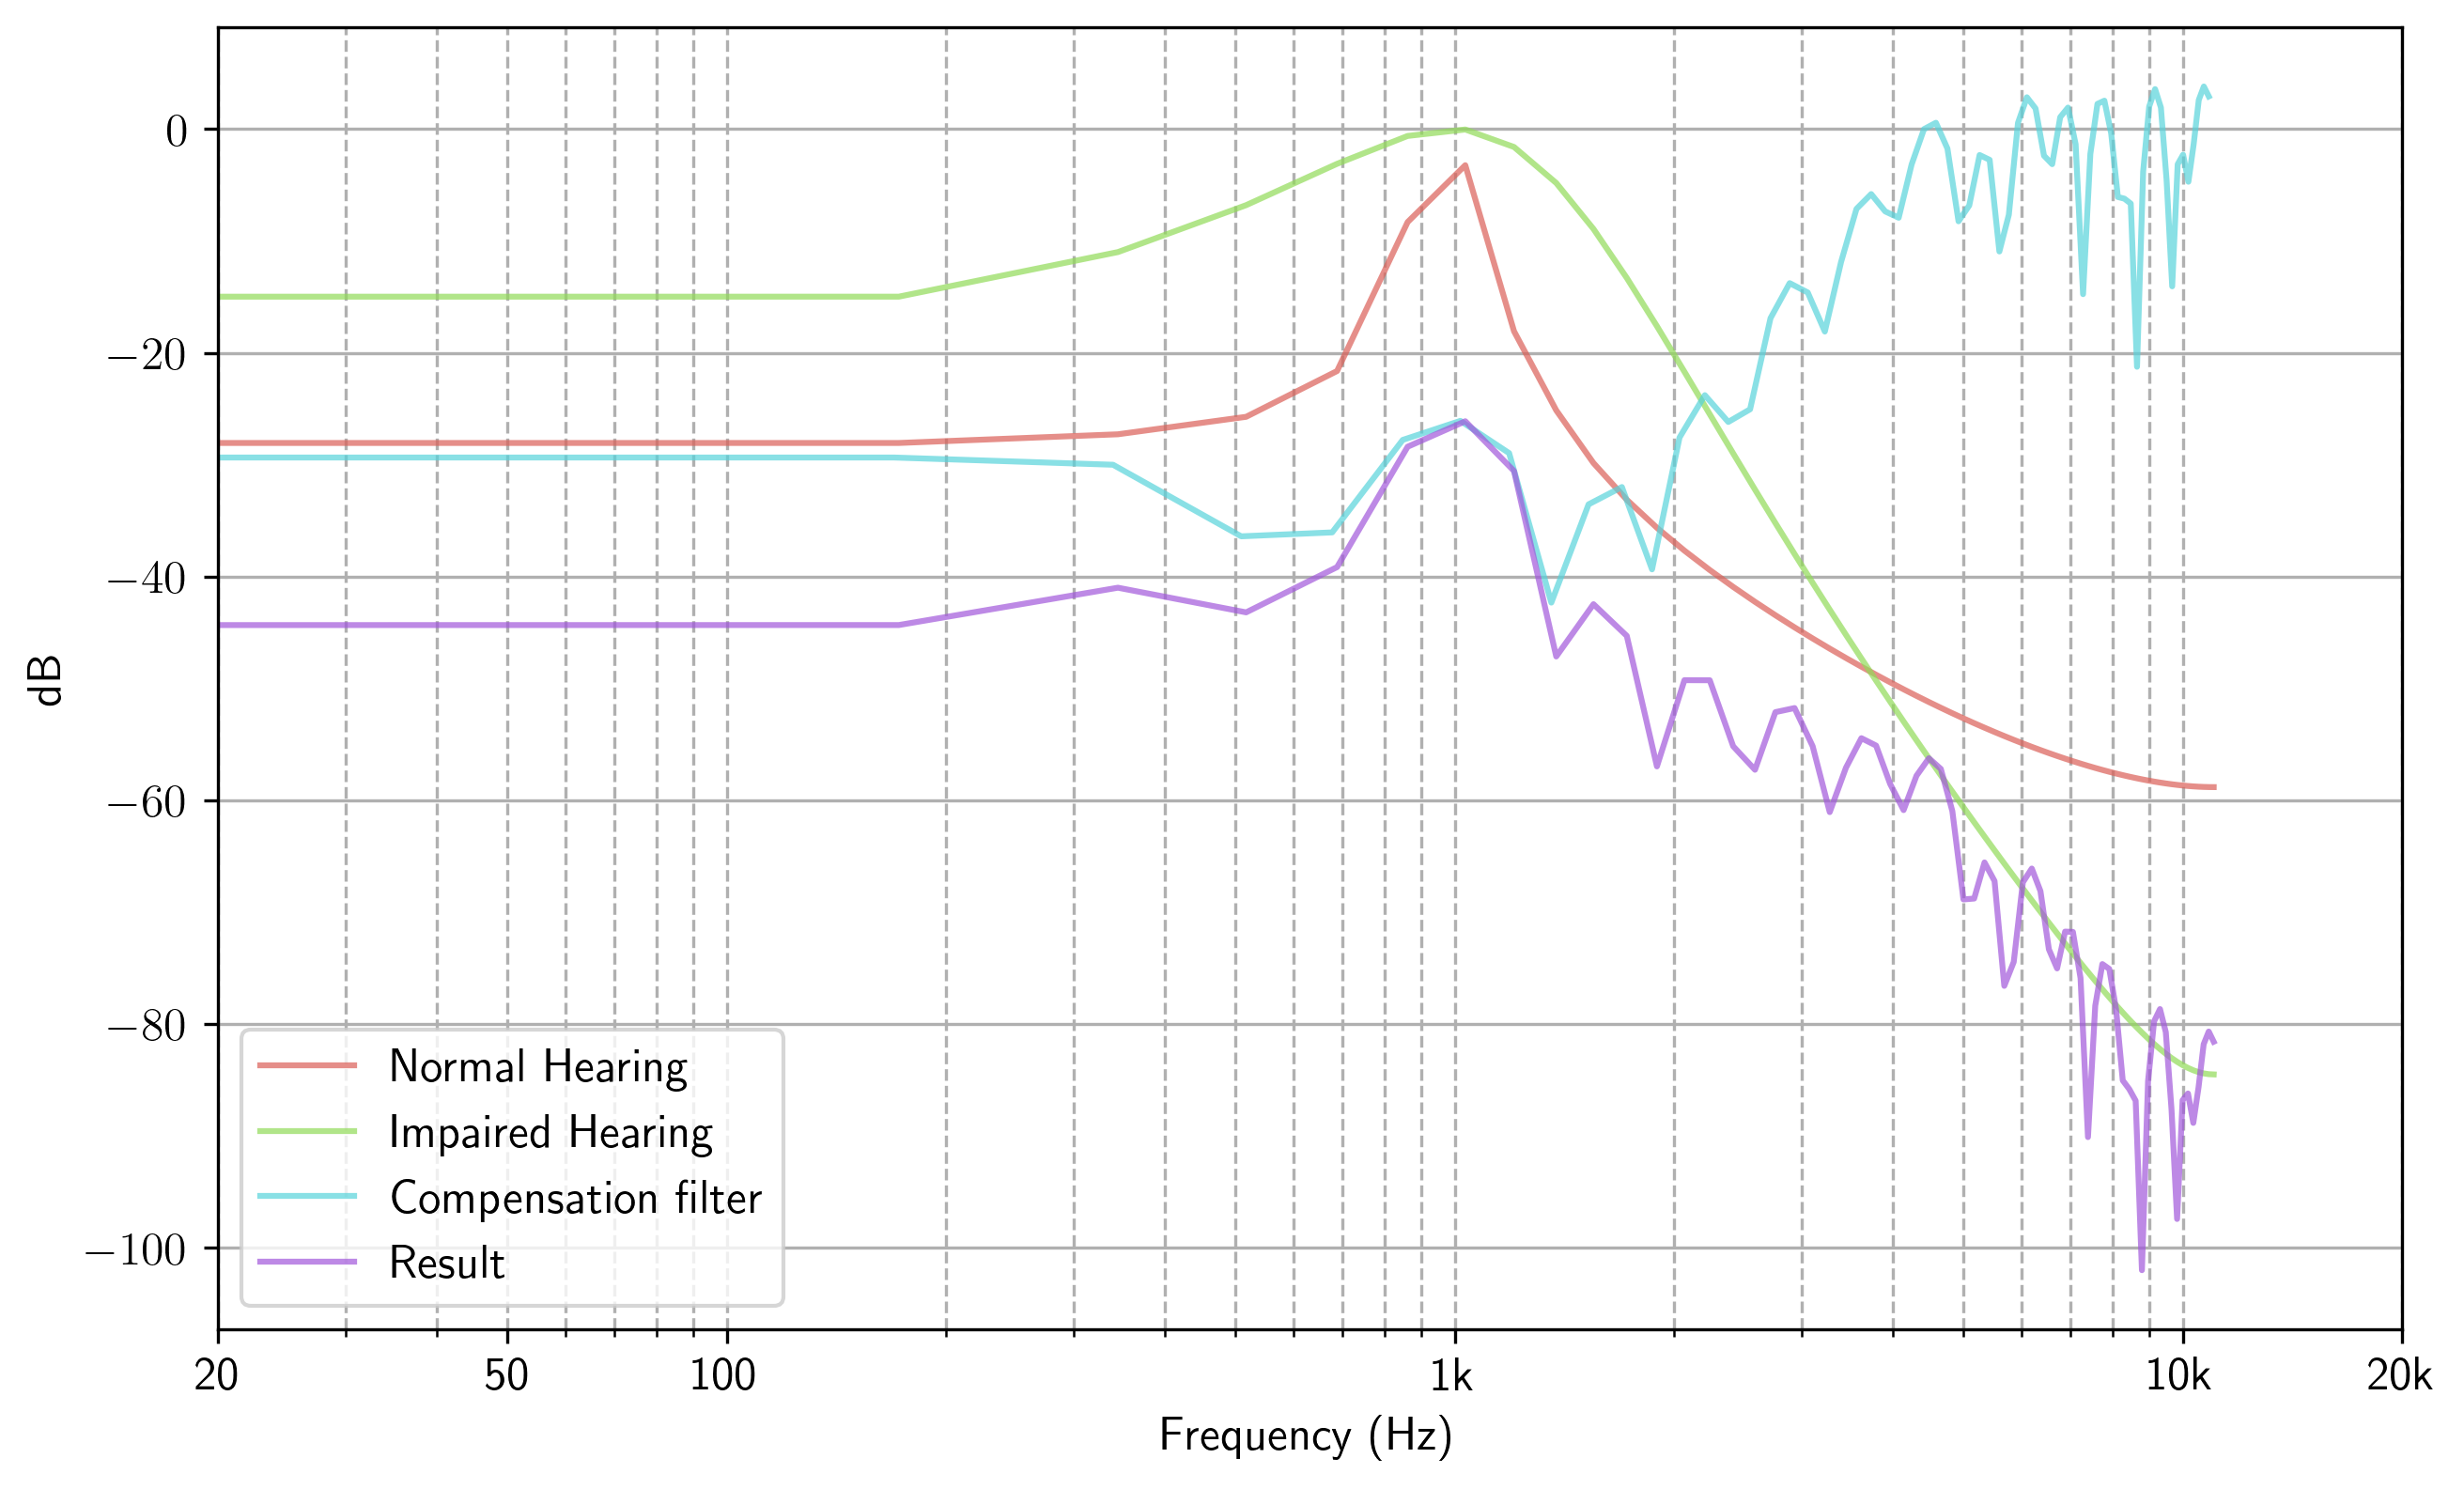 0
−20
−40
−60
−80
−100
dB
Normal Hearing
Impaired Hearing
Compensation filter
Result
20 50 100 1k 10k 20k
Frequency (Hz)